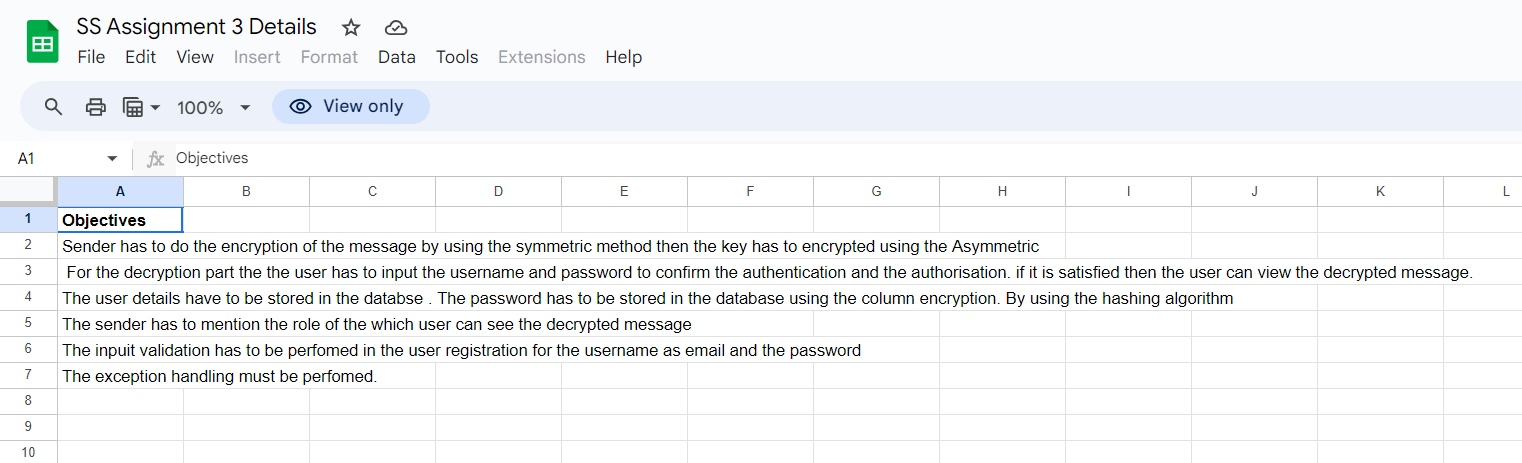 SS Assignment 3 Details
File Edit View Insert Format Data Tools Extensions Help
100% View only
A1 fx Objectives
A B C D E F G H I J K L
1 Objectives
2 Sender has to do the encryption of the message by using the symmetric method then the key has to encrypted using the Asymmetric
3 For the decryption part the the user has to input the username and password to confirm the authentication and the authorisation. if it is satisfied then the user can view the decrypted message.
4 The user details have to be stored in the databse . The password has to be stored in the database using the column encryption. By using the hashing algorithm
5 The sender has to mention the role of the which user can see the decrypted message
6 The inpuit validation has to be perfomed in the user registration for the username as email and the password
7 The exception handling must be perfomed.
8
9
10